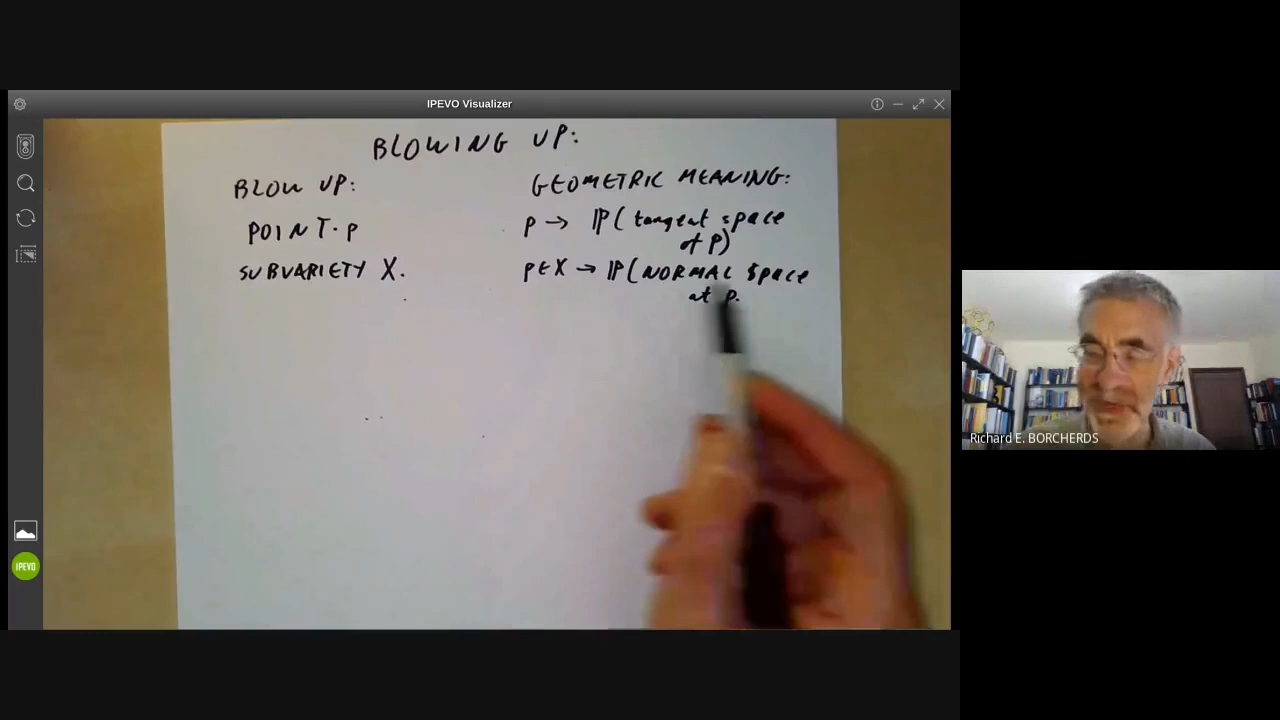 IPEVO Visualizer
BLOWING UP:
BLOW UP:
GEOMETRIC MEANING:
POINT. p
p → ℙ(tangent space
of p)
SUBVARIETY X.
p∈X → ℙ(NORMAL space
at p.
IPEVO
Richard E. BORCHERDS